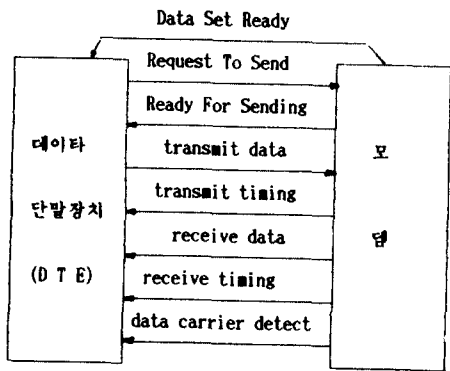 Data Set Ready
Request To Send
Ready For Sending
데이타
transmit data
모
transmit timing
단말장치
receive data
뎀
(D T E)
receive timing
data carrier detect